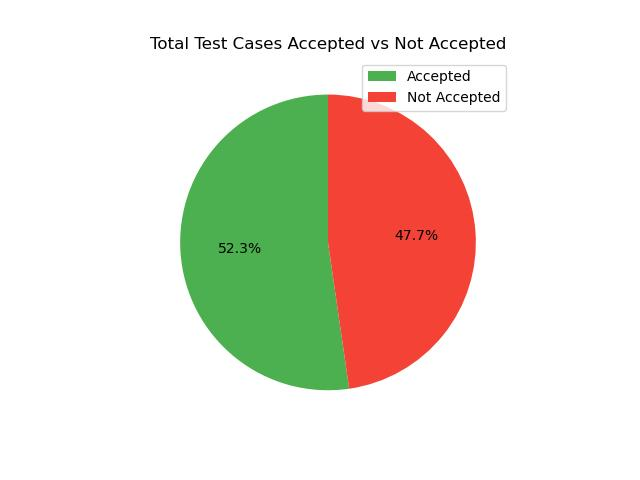 Total Test Cases Accepted vs Not Accepted
Accepted
Not Accepted
52.3%
47.7%